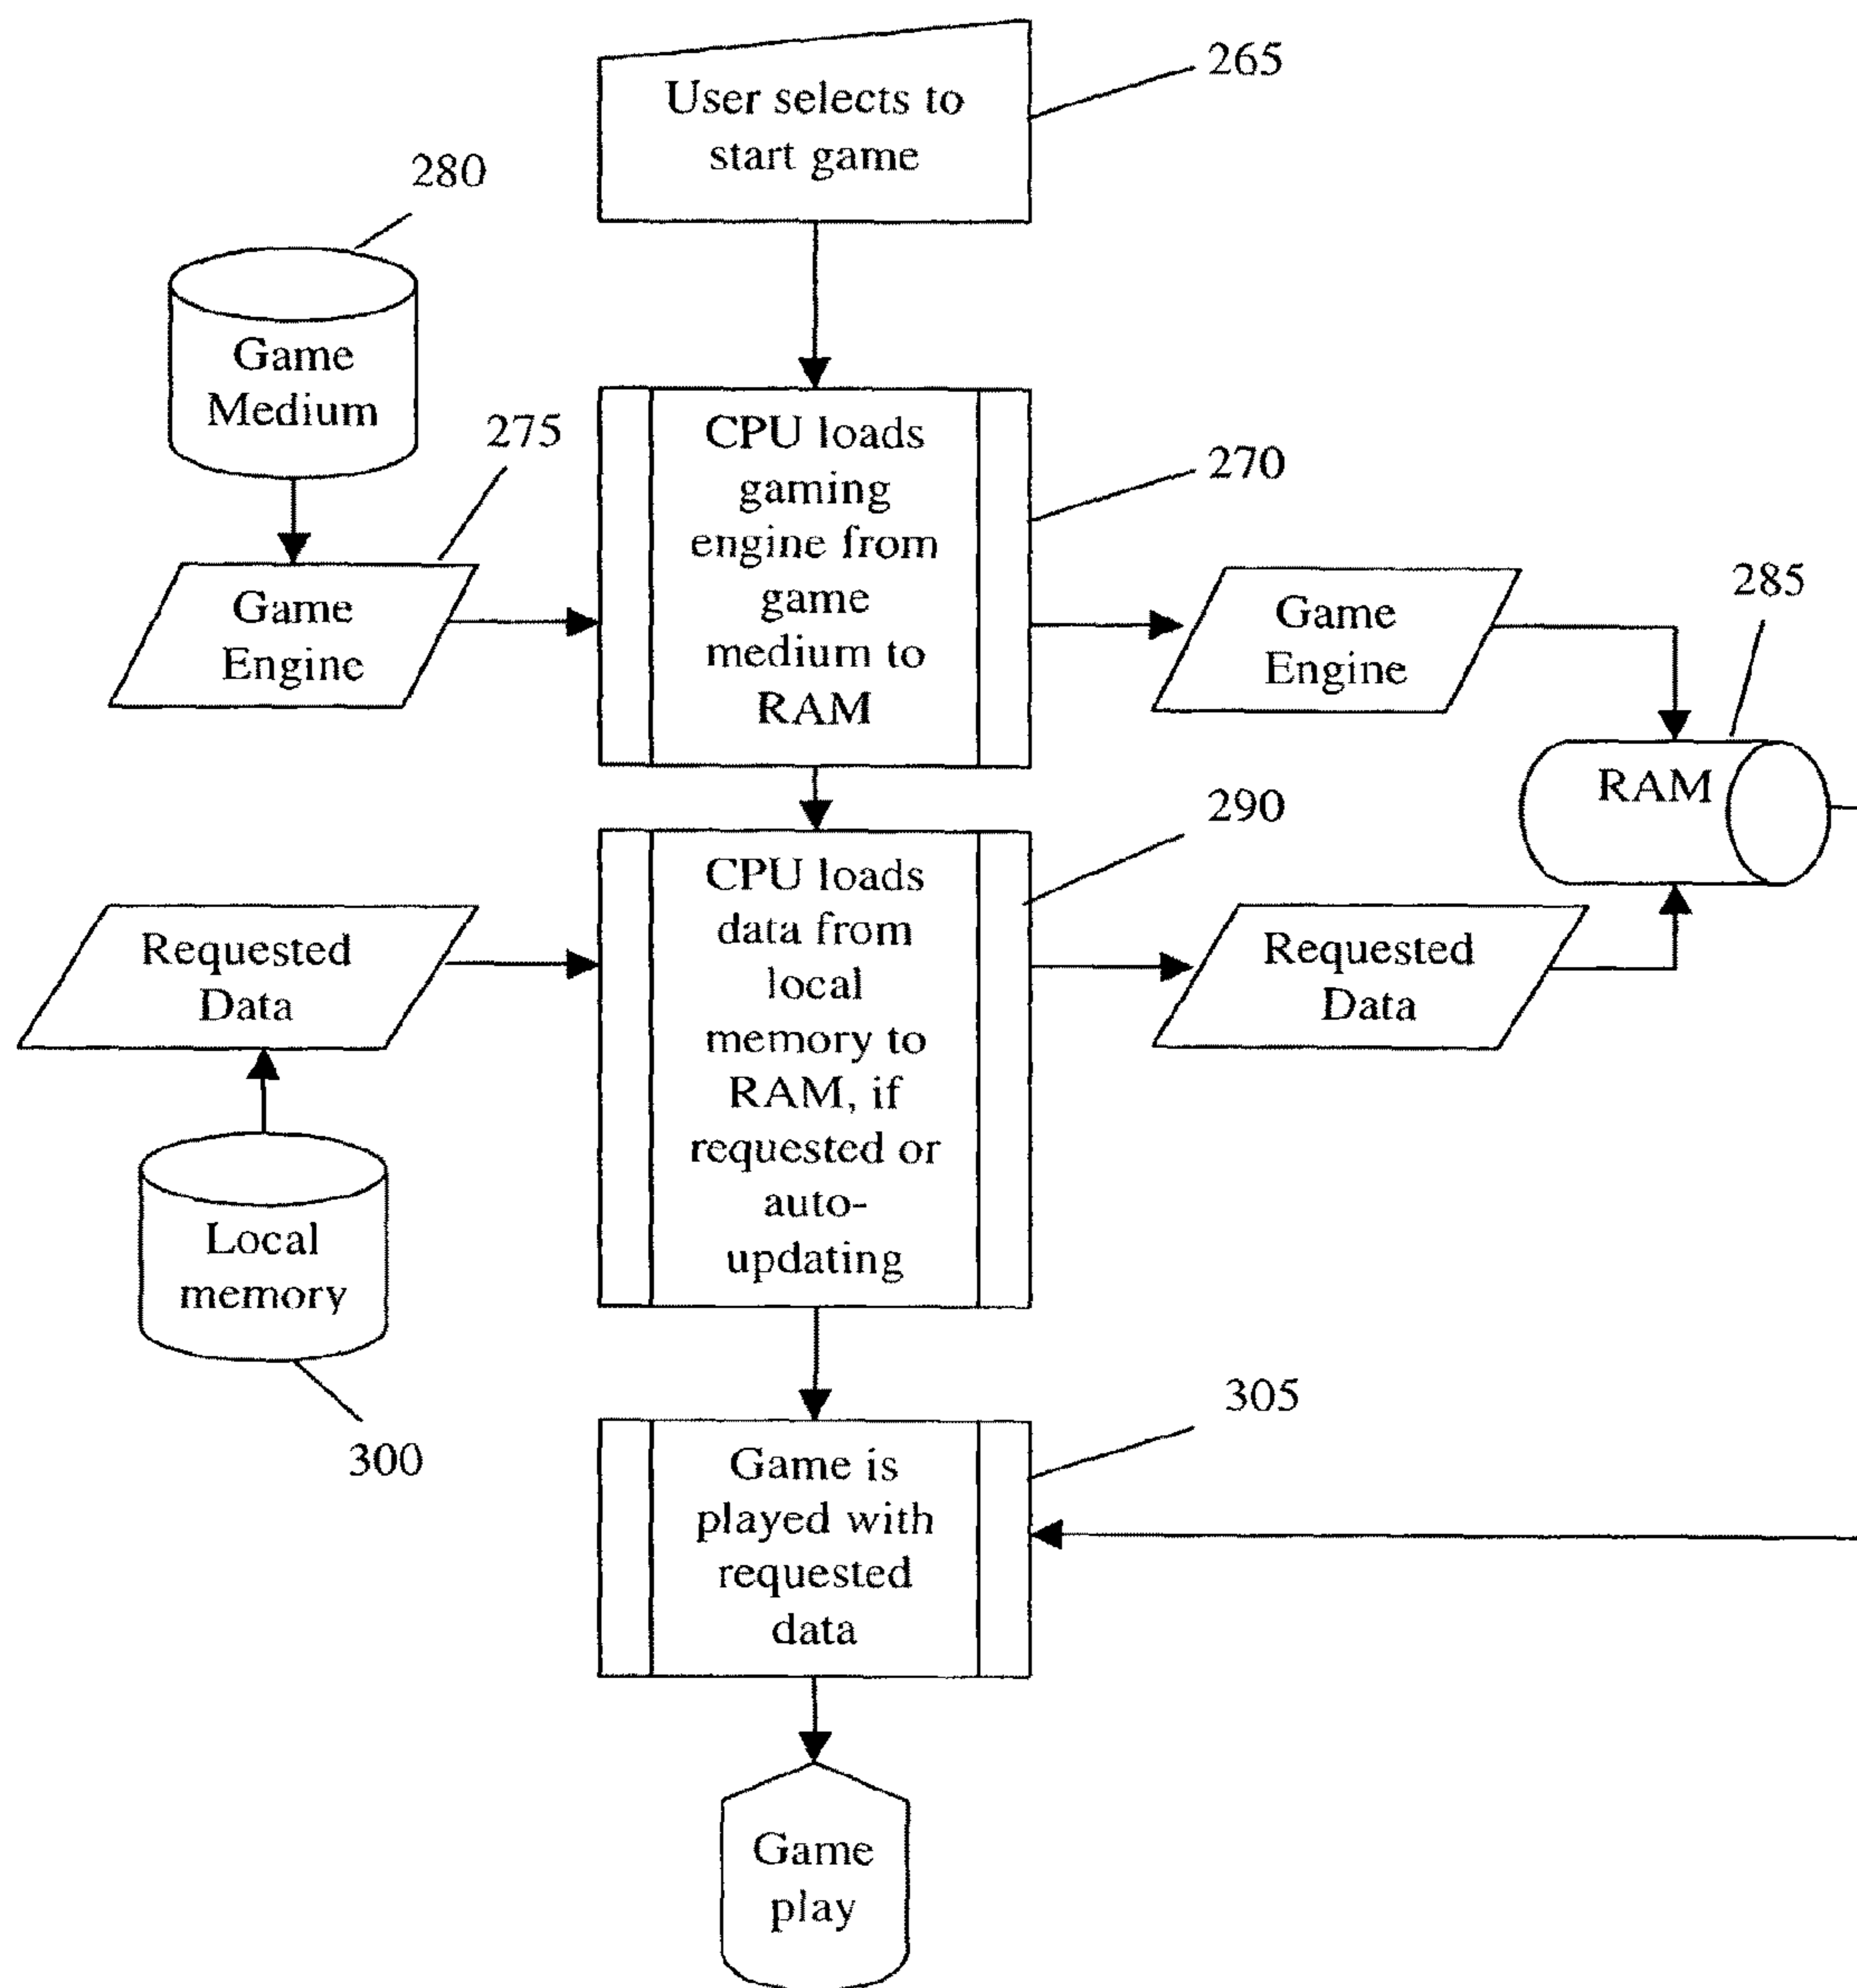 User selects to
start game
265
280
Game
Medium
275
CPU loads
gaming
engine from
game
medium to
RAM
270
Game
Engine
Game
Engine
285
RAM
290
CPU loads
data from
local
memory to
RAM, if
requested or
auto-
updating
Requested
Data
Requested
Data
Local
memory
300
305
Game is
played with
requested
data
Game
play